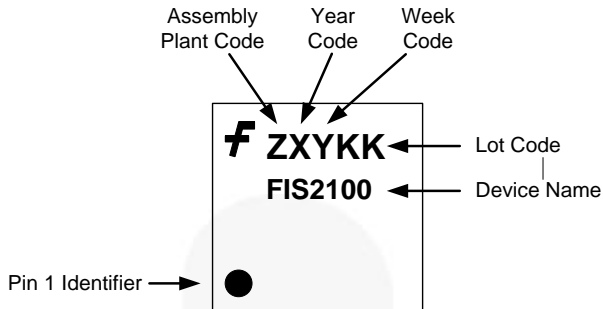 Assembly Plant Code
Year Code
Week Code
ZXYKK
Lot Code
FIS2100
Device Name
Pin 1 Identifier